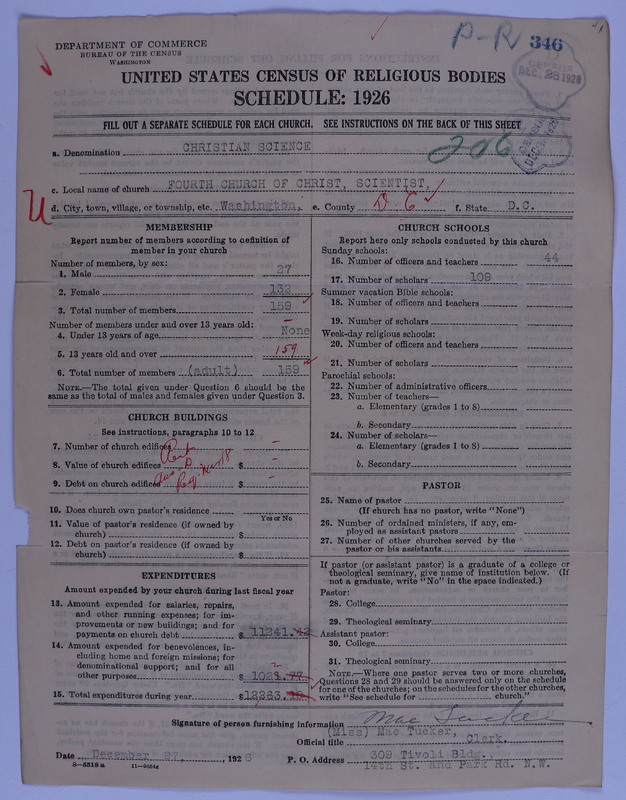 P-R 346
DEPARTMENT OF COMMERCE
BUREAU OF THE CENSUS
WASHINGTON
DEC 28 1926
UNITED STATES CENSUS OF RELIGIOUS BODIES
SCHEDULE: 1926
FILL OUT A SEPARATE SCHEDULE FOR EACH CHURCH. SEE INSTRUCTIONS ON THE BACK OF THIS SHEET
206
a. Denomination CHRISTIAN SCIENCE
c. Local name of church FOURTH CHURCH OF CHRIST, SCIENTIST,
d. City, town, village, or township, etc. Washington, e. County D.C. f. State D.C.
MEMBERSHIP
Report number of members according to definition of
member in your church
Number of members, by sex:
1. Male 27
2. Female 132
3. Total number of members 159
Number of members under and over 13 years old:
4. Under 13 years of age None
5. 13 years old and over 159
6. Total number of members (adult) 159
NOTE.—The total given under Question 6 should be the
same as the total of males and females given under Question 3.
CHURCH BUILDINGS
See instructions, paragraphs 10 to 12
7. Number of church edifices –
8. Value of church edifices $ –
9. Debt on church edifices $ –
10. Does church own pastor's residence
Yes or No
11. Value of pastor's residence (if owned by
church) $
12. Debt on pastor's residence (if owned by
church) $
EXPENDITURES
Amount expended by your church during last fiscal year
13. Amount expended for salaries, repairs,
and other running expenses; for im-
provements or new buildings; and for
payments on church debt $ 11241.42
14. Amount expended for benevolences, in-
cluding home and foreign missions; for
denominational support; and for all
other purposes $ 1021.77
2
15. Total expenditures during year $ 12263.
CHURCH SCHOOLS
Report here only schools conducted by this church
Sunday schools:
16. Number of officers and teachers 44
17. Number of scholars 109
Summer vacation Bible schools:
18. Number of officers and teachers
19. Number of scholars
Week-day religious schools:
20. Number of officers and teachers
21. Number of scholars
Parochial schools:
22. Number of administrative officers
23. Number of teachers—
a. Elementary (grades 1 to 8)
b. Secondary
24. Number of scholars—
a. Elementary (grades 1 to 8)
b. Secondary
PASTOR
25. Name of pastor
(If church has no pastor, write "None")
26. Number of ordained ministers, if any, em-
ployed as assistant pastors
27. Number of other churches served by the
pastor or his assistants
If pastor (or assistant pastor) is a graduate of a college or
theological seminary, give name of institution below. (If
not a graduate, write "No" in the space indicated.)
Pastor:
28. College
29. Theological seminary
Assistant pastor:
30. College
31. Theological seminary
NOTE.—Where one pastor serves two or more churches,
Questions 28 and 29 should be answered only on the schedule
for one of the churches; on the schedules for the other churches,
write "See schedule for church."
Signature of person furnishing information Mae Tucker
(Miss) Mae Tucker,
Official title Clerk.
Date December 27, 1926 P. O. Address 309 Tivoli Bldg.,
14th St. and Park Rd. N.W.
8—5518a 11—9564